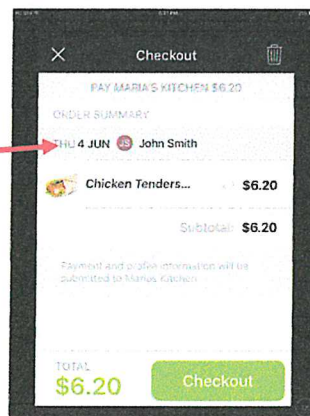 Checkout
PAY MARIA'S KITCHEN $6.20
ORDER SUMMARY
THU 4 JUN JS John Smith
Chicken Tenders... $6.20
Subtotal: $6.20
Payment and profile information will be
submitted to Marias Kitchen
TOTAL
$6.20 Checkout